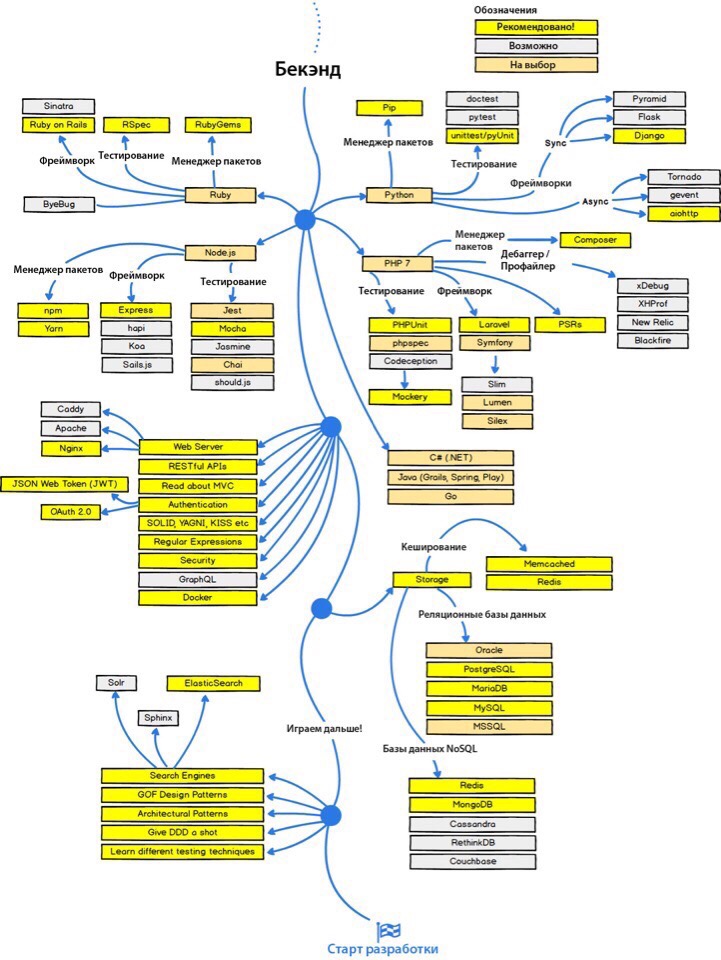 Обозначения
Рекомендовано!
Возможно
На выбор
Бекэнд
Sinatra
Ruby on Rails
RSpec
RubyGems
Фреймворк
Тестирование
Менеджер пакетов
ByeBug
Ruby
Pip
Менеджер пакетов
doctest
pytest
unittest/pyUnit
Тестирование
Python
Pyramid
Flask
Django
Sync
Фреймворки
Async
Tornado
gevent
aiohttp
Node.js
Менеджер пакетов
Фреймворк
Тестирование
npm
Yarn
Express
hapi
Koa
Sails.js
Jest
Mocha
Jasmine
Chai
should.js
PHP 7
Менеджер
пакетов
Composer
Дебаггер /
Профайлер
xDebug
XHProf
New Relic
Blackfire
Тестирование
Фреймворк
PHPUnit
phpspec
Codeception
Mockery
Laravel
Symfony
Slim
Lumen
Silex
PSRs
C# (.NET)
Java (Grails, Spring, Play)
Go
Caddy
Apache
Nginx
JSON Web Token (JWT)
OAuth 2.0
Web Server
RESTful APIs
Read about MVC
Authentication
SOLID, YAGNI, KISS etc
Regular Expressions
Security
GraphQL
Docker
Storage
Кеширование
Memcached
Redis
Реляционные базы данных
Oracle
PostgreSQL
MariaDB
MySQL
MSSQL
Базы данных NoSQL
Redis
MongoDB
Cassandra
RethinkDB
Couchbase
Играем дальше!
Solr
Sphinx
ElasticSearch
Search Engines
GOF Design Patterns
Architectural Patterns
Give DDD a shot
Learn different testing techniques
Старт разработки